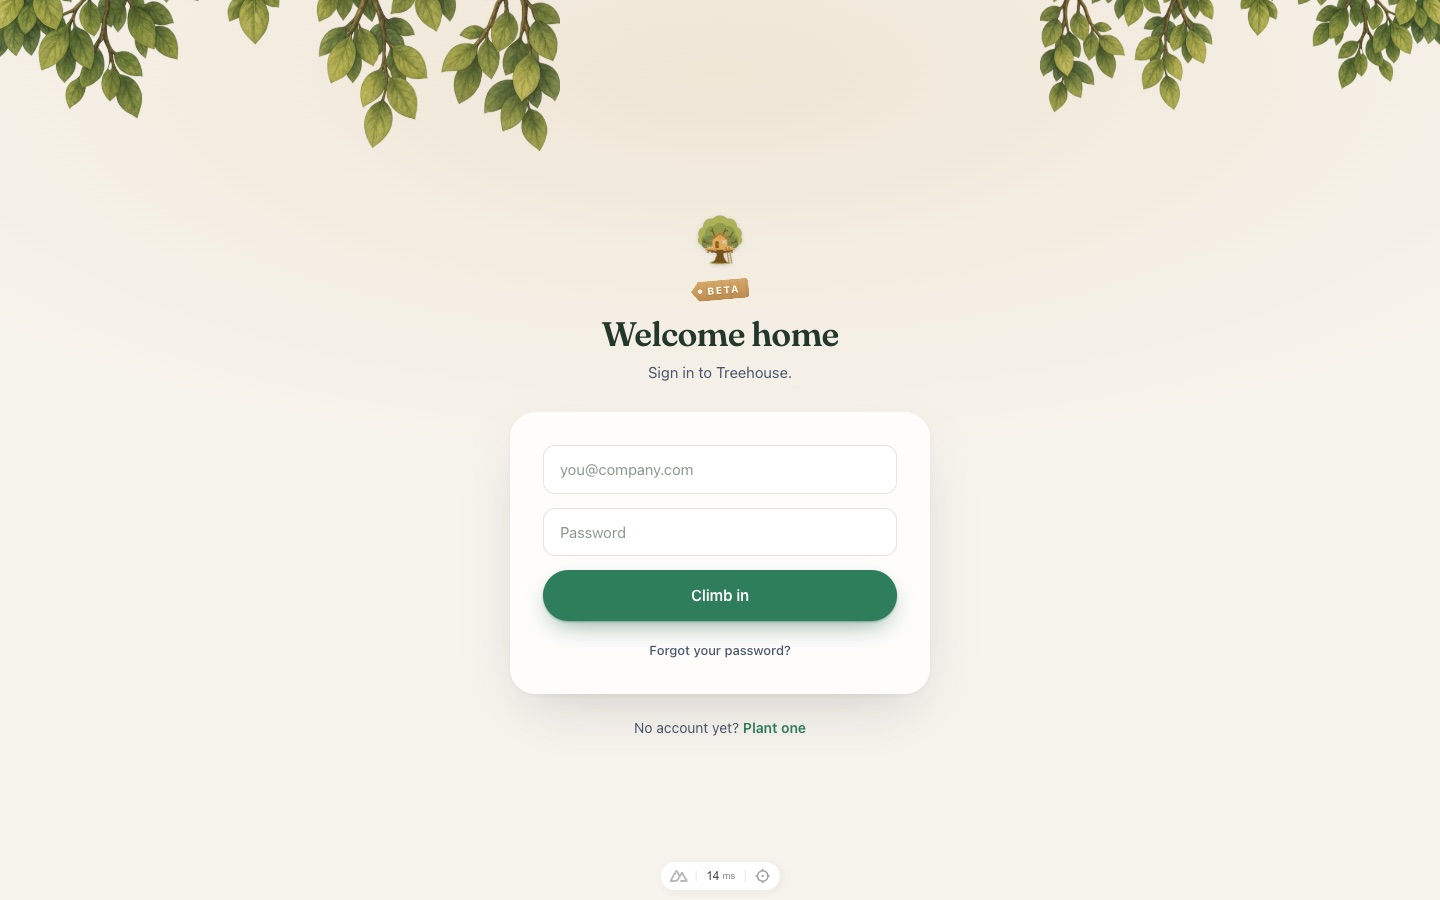 BETA
Welcome home
Sign in to Treehouse.
you@company.com
Password
Climb in
Forgot your password?
No account yet? Plant one
14 ms